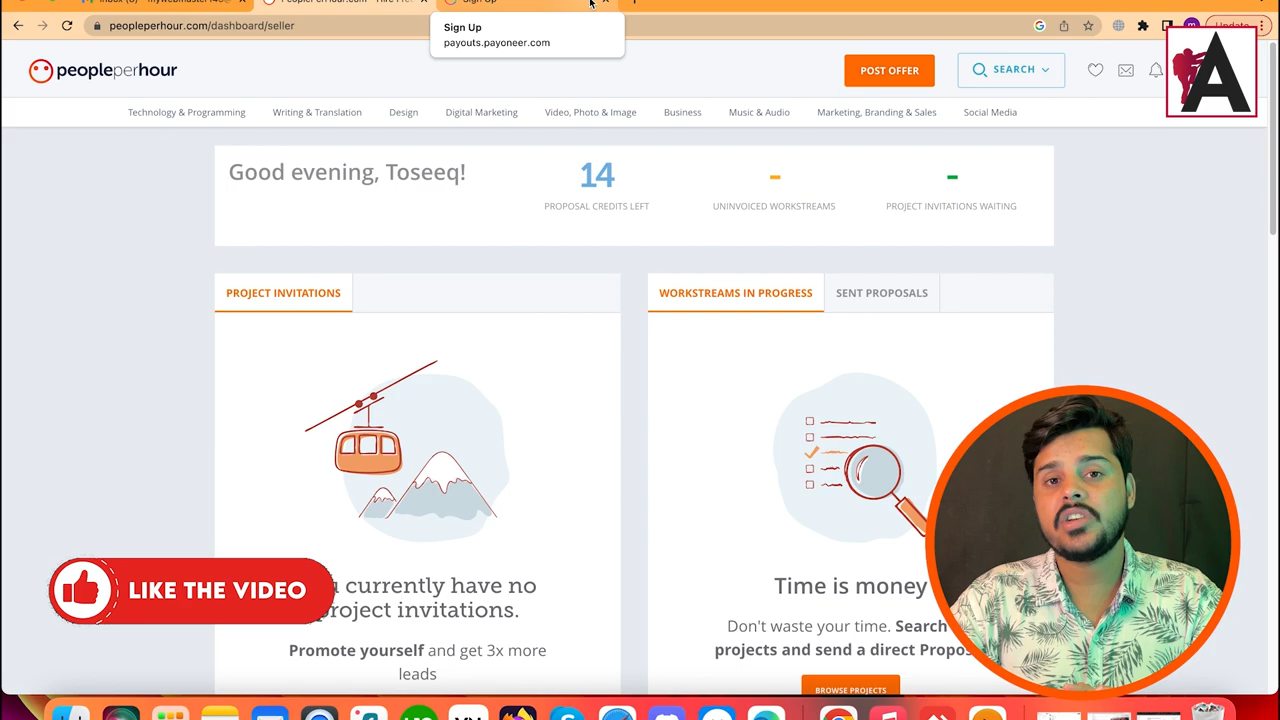 Sign Up
peopleperhour.com/dashboard/seller
Update
Sign Up
payouts.payoneer.com
peopleperhour
POST OFFER
SEARCH
A
Technology & Programming
Writing & Translation
Design
Digital Marketing
Video, Photo & Image
Business
Music & Audio
Marketing, Branding & Sales
Social Media
Good evening, Toseeq!
14
PROPOSAL CREDITS LEFT
-
UNINVOICED WORKSTREAMS
-
PROJECT INVITATIONS WAITING
PROJECT INVITATIONS
WORKSTREAMS IN PROGRESS
SENT PROPOSALS
LIKE THE VIDEO
currently have no
project invitations.
Promote yourself and get 3x more
leads
Time is money
Don't waste your time. Search
projects and send a direct
BROWSE PROJECTS